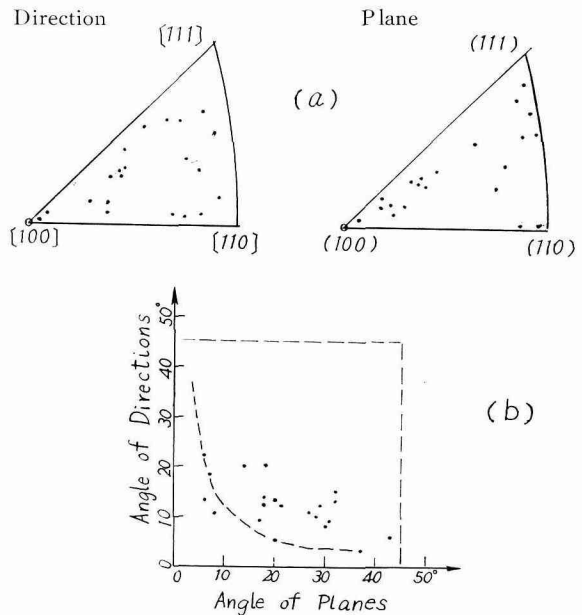 Direction Plane
[111] (111)
(a)
[100] [110] (100) (110)
50°
40
30
20
10
0
Angle of Directions
(b)
0 10 20 30 40 50°
Angle of Planes